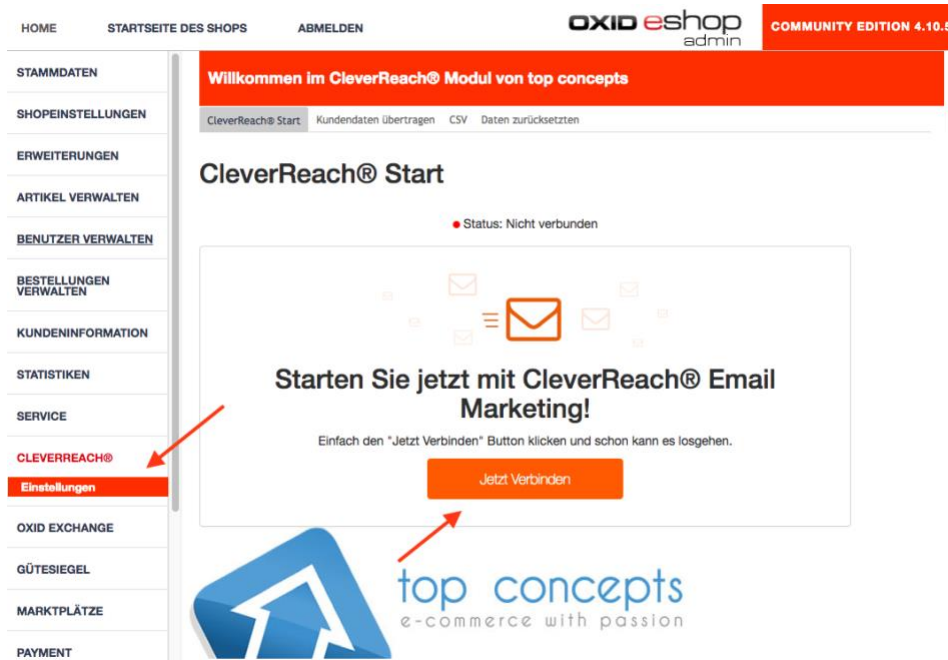 HOME STARTSEITE DES SHOPS ABMELDEN
OXID eshop
admin
COMMUNITY EDITION 4.10.5
STAMMDATEN
SHOPEINSTELLUNGEN
ERWEITERUNGEN
ARTIKEL VERWALTEN
BENUTZER VERWALTEN
BESTELLUNGEN
VERWALTEN
KUNDENINFORMATION
STATISTIKEN
SERVICE
CLEVERREACH®
Einstellungen
OXID EXCHANGE
GÜTESIEGEL
MARKTPLÄTZE
PAYMENT
Willkommen im CleverReach® Modul von top concepts
CleverReach® Start Kundendaten übertragen CSV Daten zurücksetzten
CleverReach® Start
Status: Nicht verbunden
Starten Sie jetzt mit CleverReach® Email
Marketing!
Einfach den "Jetzt Verbinden" Button klicken und schon kann es losgehen.
Jetzt Verbinden
top concepts
e-commerce with passion